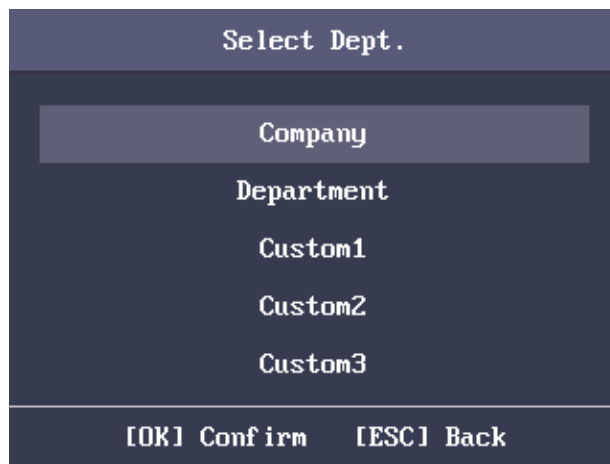 Select Dept.
Company
Department
Custom1
Custom2
Custom3
[OK] Confirm [ESC] Back